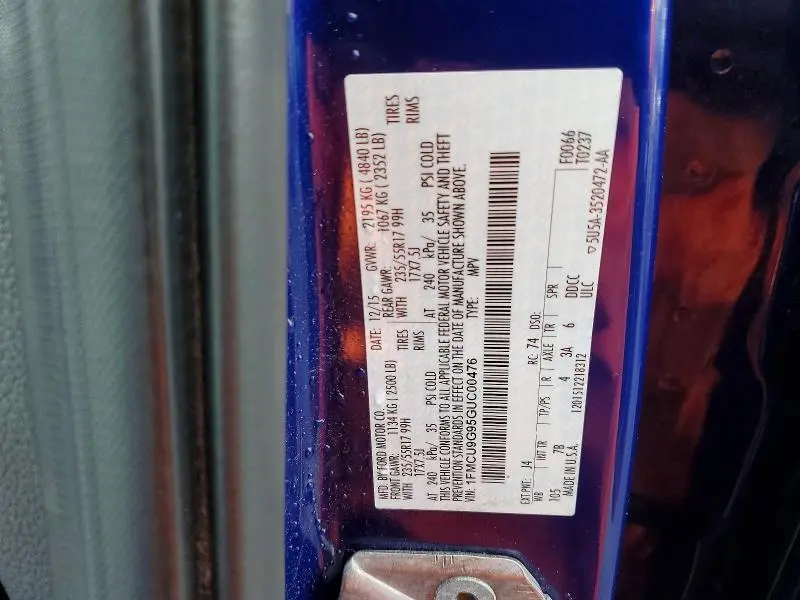 MFD. BY FORD MOTOR CO.
DATE: 12/15 GVWR: 2195 KG ( 4840 LB)
FRONT GAWR: 1134 KG ( 2500 LB) REAR GAWR: 1067 KG ( 2352 LB)
WITH 235/55R17 99H TIRES WITH 235/55R17 99H TIRES
17X7.5J RIMS 17X7.5J RIMS
AT 240 kPa/ 35 PSI COLD AT 240 kPa/ 35 PSI COLD
THIS VEHICLE CONFORMS TO ALL APPLICABLE FEDERAL MOTOR VEHICLE SAFETY AND THEFT
PREVENTION STANDARDS IN EFFECT ON THE DATE OF MANUFACTURE SHOWN ABOVE.
VIN: 1FMCU9G95GUC00476 TYPE: MPV
F0066
T0237
EXT PNT: J4 RC: 74 DSO:
WB INT TR TP/PS R AXLE TR SPR
105 7B 4 3A 6 DDCC
MADE IN U.S.A. 1201512218312 ULC
▽5U5A-3520472-AA